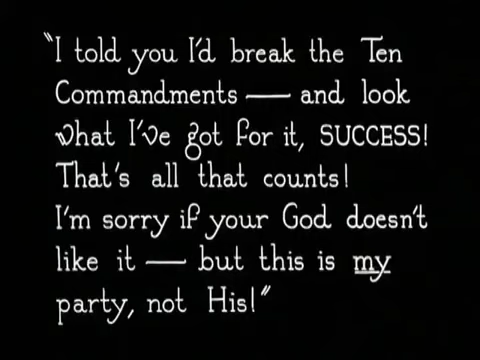 "I told you I'd break the Ten
Commandments — and look
what I've got for it, SUCCESS!
That's all that counts!
I'm sorry if your God doesn't
like it — but this is my
party, not His!"